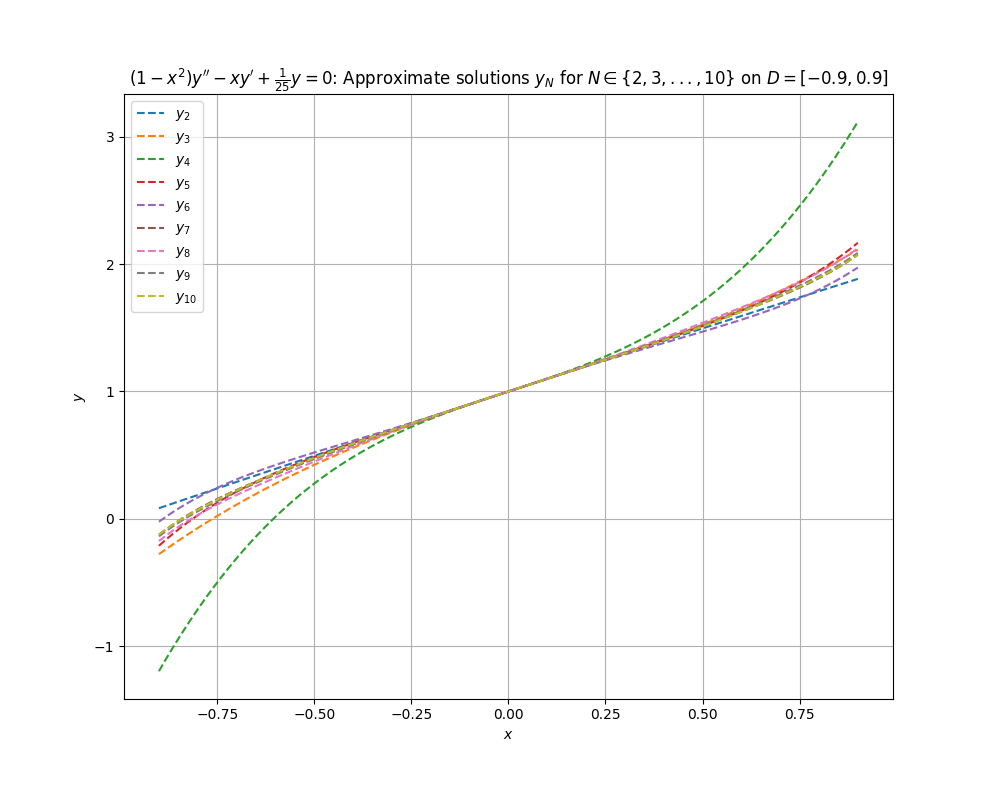 (1 − x²)y′′ − xy′ + 1/25 y = 0: Approximate solutions y_N for N ∈ {2, 3, . . . , 10} on D = [−0.9, 0.9]
y₂
y₃
y₄
y₅
y₆
y₇
y₈
y₉
y₁₀
3
2
1
0
−1
y
−0.75 −0.50 −0.25 0.00 0.25 0.50 0.75
x